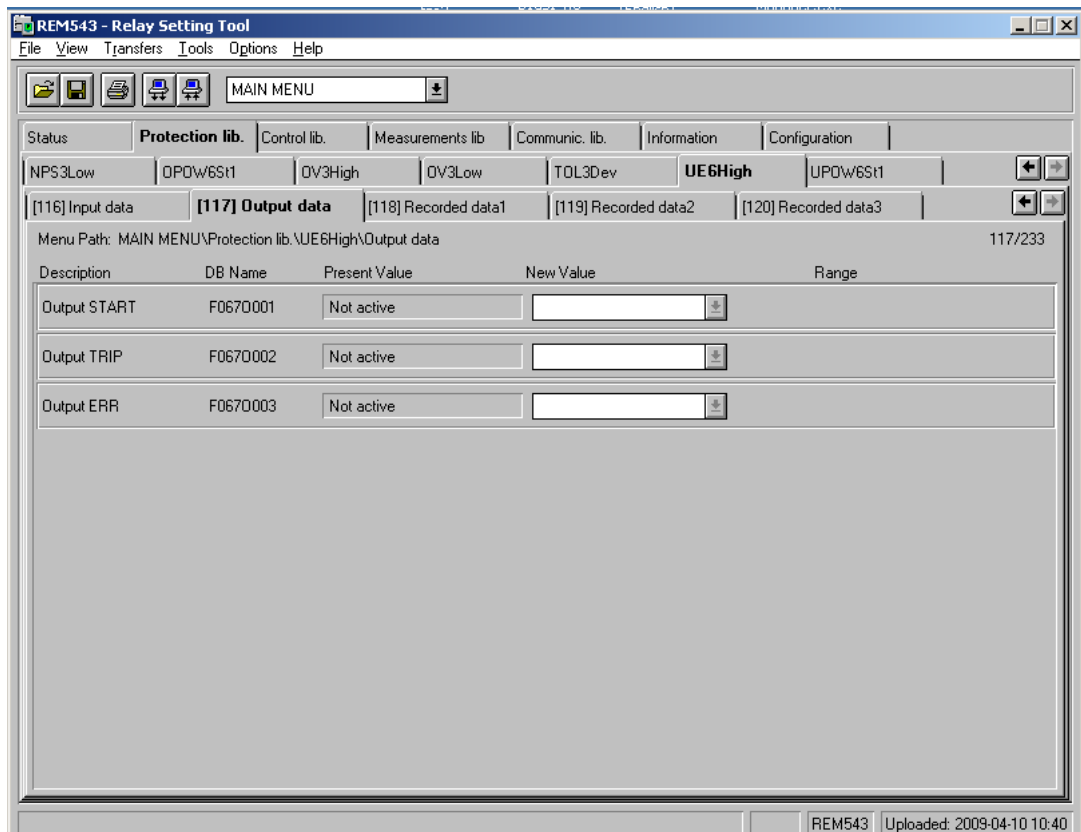 REM543 - Relay Setting Tool
File View Transfers Tools Options Help
MAIN MENU
Status Protection lib. Control lib. Measurements lib Communic. lib. Information Configuration
NPS3Low OPOW6St1 OV3High OV3Low TOL3Dev UE6High UPOW6St1
[116] Input data [117] Output data [118] Recorded data1 [119] Recorded data2 [120] Recorded data3
Menu Path: MAIN MENU\Protection lib.\UE6High\Output data 117/233
Description DB Name Present Value New Value Range
Output START F067O001 Not active
Output TRIP F067O002 Not active
Output ERR F067O003 Not active
REM543 Uploaded: 2009-04-10 10:40